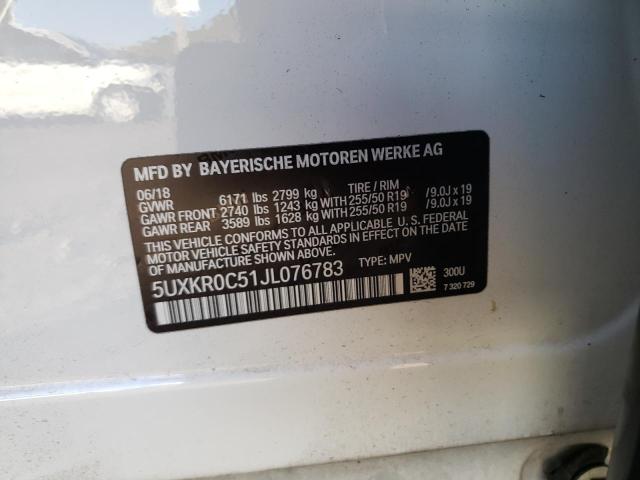 MFD BY BAYERISCHE MOTOREN WERKE AG
06/18
GVWR 6171 lbs 2799 kg TIRE / RIM
GAWR FRONT 2740 lbs 1243 kg WITH 255/50 R19 /9.0J x 19
GAWR REAR 3589 lbs 1628 kg WITH 255/50 R19 /9.0J x 19
THIS VEHICLE CONFORMS TO ALL APPLICABLE U.S. FEDERAL
MOTOR VEHICLE SAFETY STANDARDS IN EFFECT ON THE DATE
OF MANUFACTURE SHOWN ABOVE.
5UXKR0C51JL076783 TYPE: MPV
300U
7 320 729